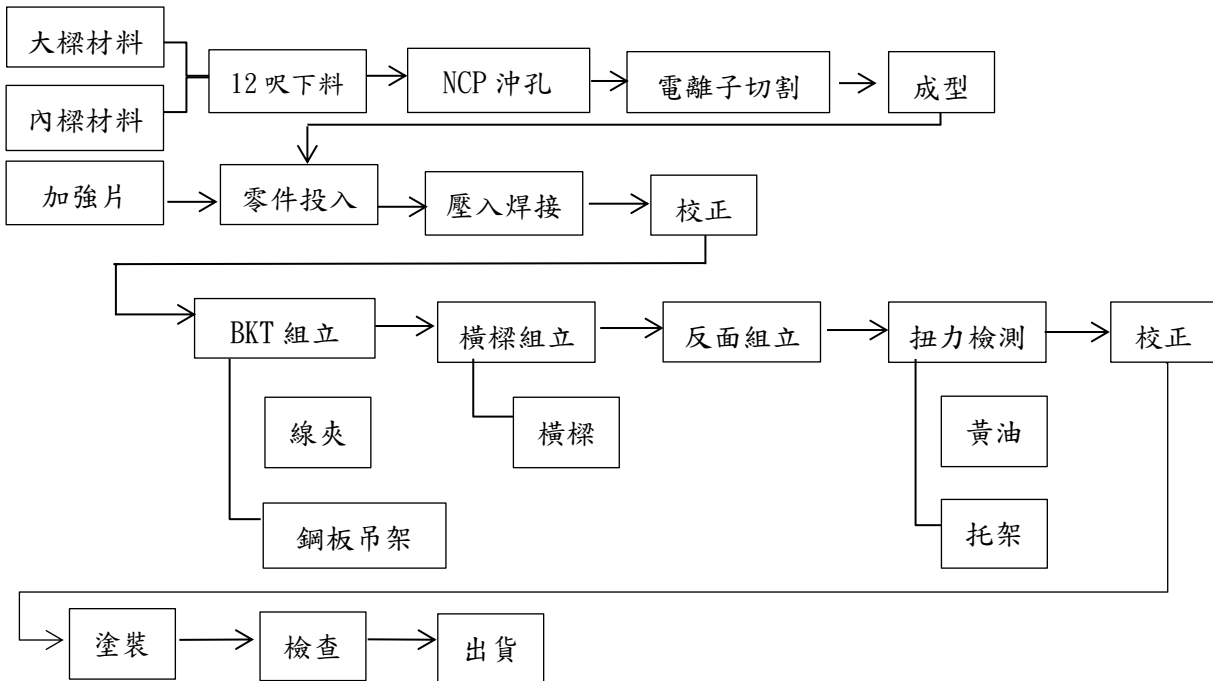 大樑材料
12呎下料
NCP沖孔
電離子切割
成型
內樑材料
加強片
零件投入
壓入焊接
校正
BKT組立
橫樑組立
反面組立
扭力檢測
校正
線夾
橫樑
黃油
鋼板吊架
托架
塗裝
檢查
出貨